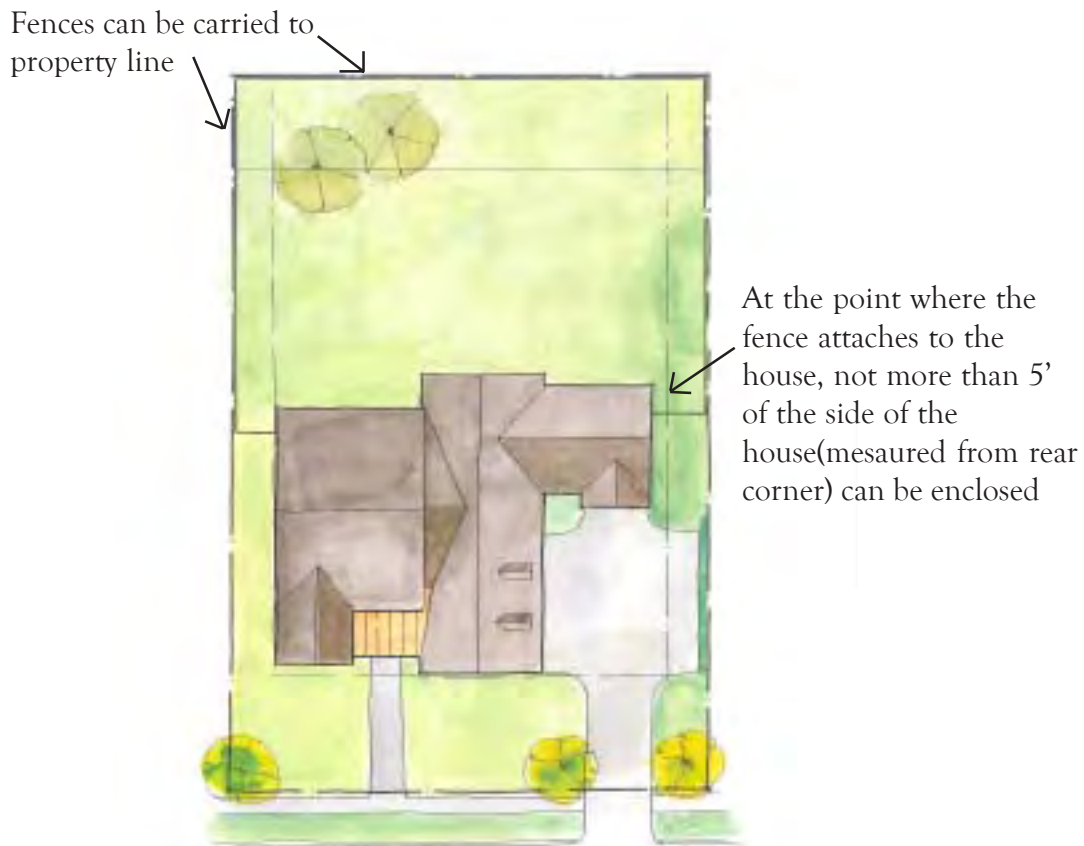 Fences can be carried to
property line
At the point where the
fence attaches to the
house, not more than 5’
of the side of the
house(mesaured from rear
corner) can be enclosed